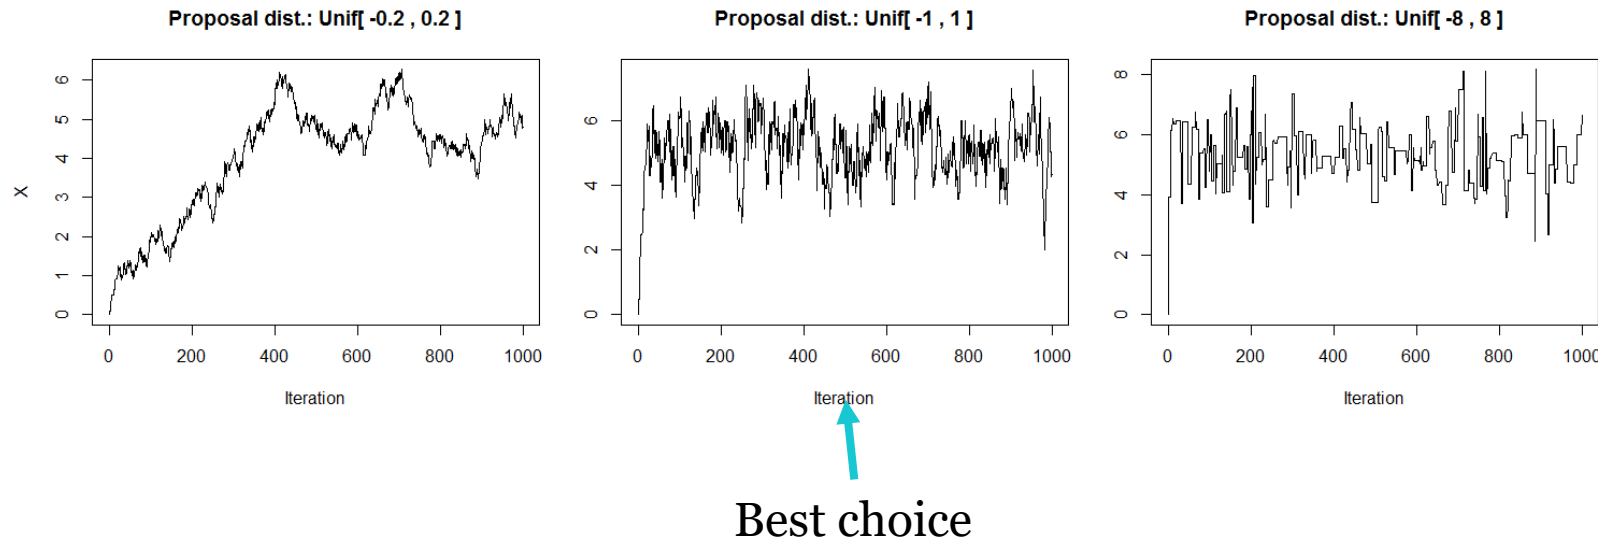 Proposal dist.: Unif[ -0.2 , 0.2 ]
6
5
4
3
2
1
0
X
0 200 400 600 800 1000
Iteration
Proposal dist.: Unif[ -1 , 1 ]
6
4
2
0
0 200 400 600 800 1000
Iteration
Proposal dist.: Unif[ -8 , 8 ]
8
6
4
2
0
0 200 400 600 800 1000
Iteration
Best choice